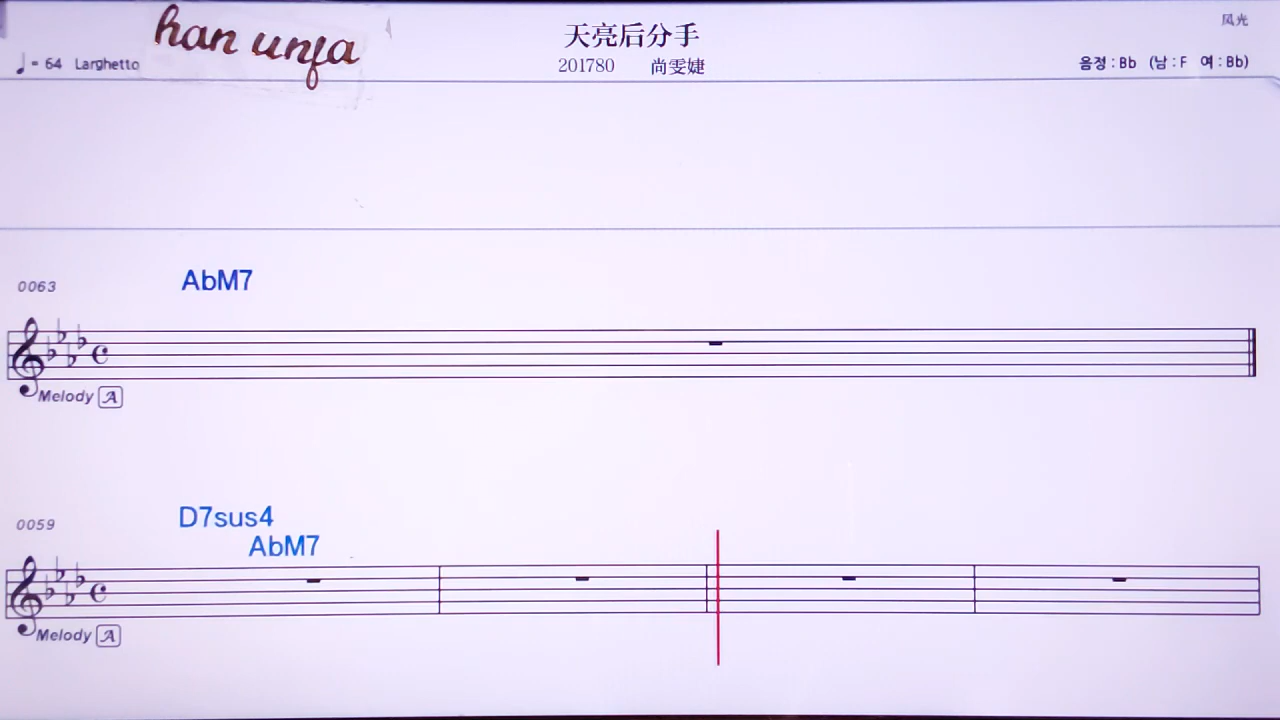 han unfa
天亮后分手
风光
♩= 64 Larghetto
201780 尚雯婕
음정 : Bb (남 : F 여 : Bb)
0063
AbM7
Melody A
0059
D7sus4
AbM7
Melody A